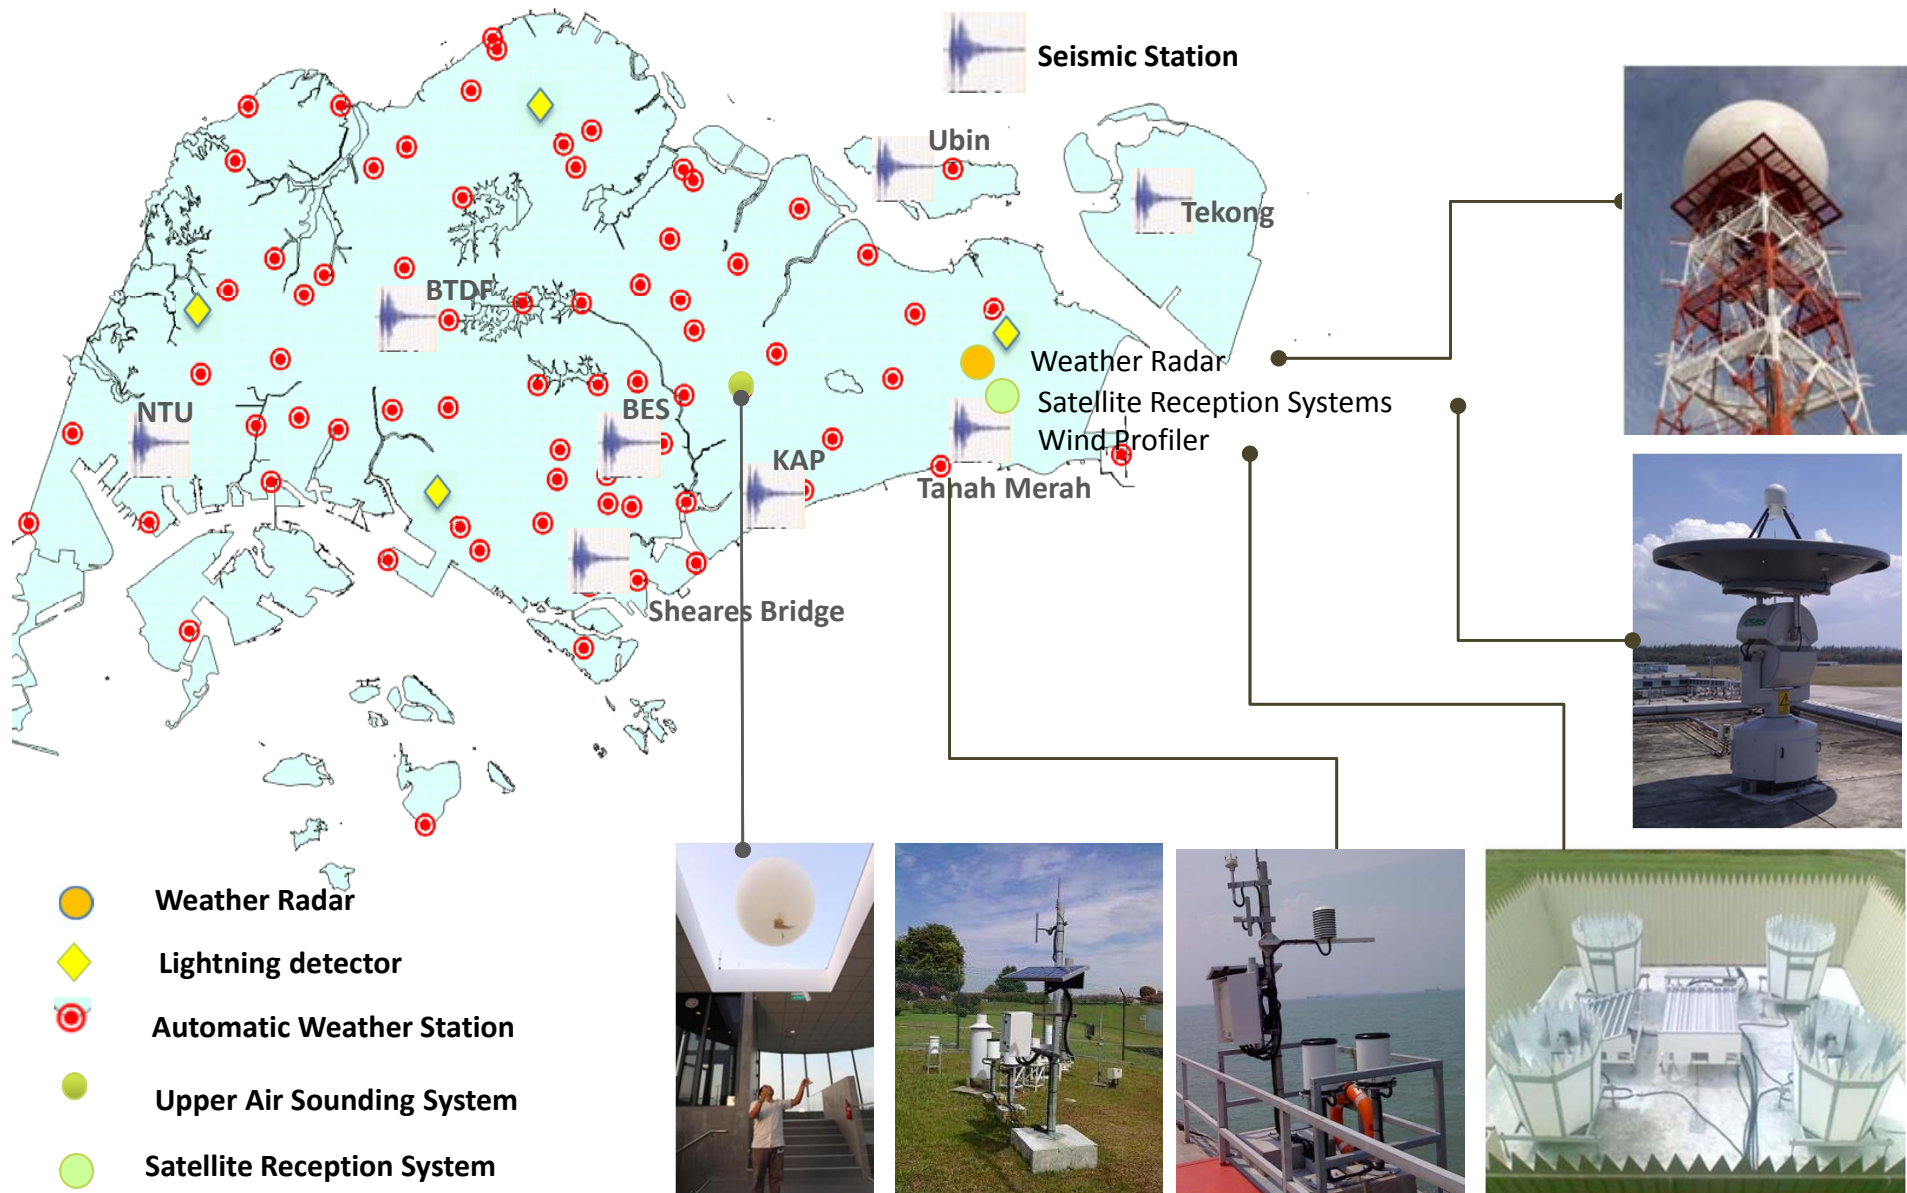 Seismic Station
Ubin
Tekong
BTDF
Weather Radar
Satellite Reception Systems
Wind Profiler
NTU
BES
KAP
Tanah Merah
Sheares Bridge
Weather Radar
Lightning detector
Automatic Weather Station
Upper Air Sounding System
Satellite Reception System